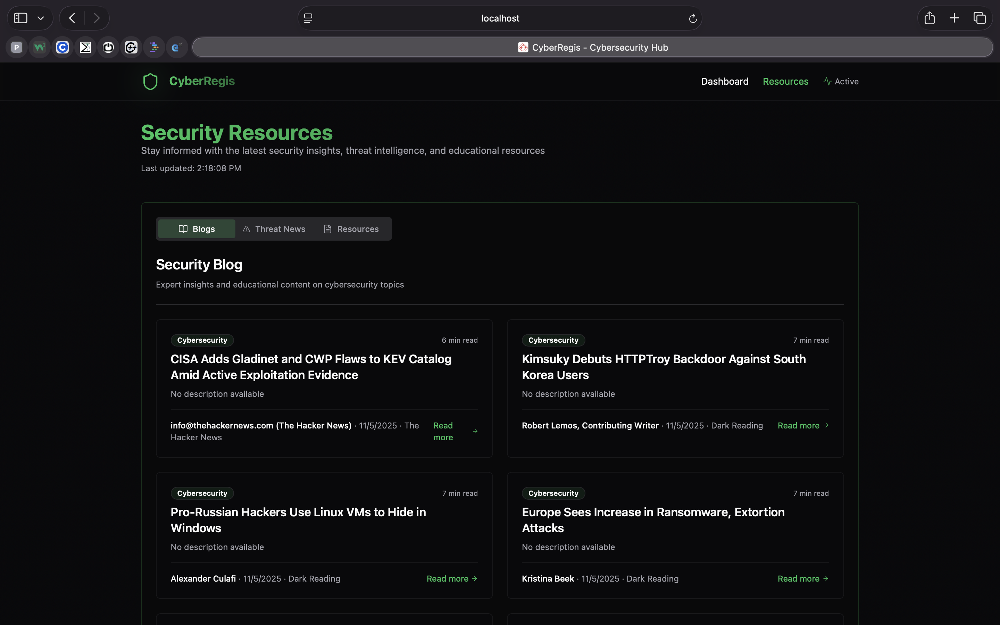 localhost
P
W3
C
C++
e
CyberRegis - Cybersecurity Hub
CyberRegis
Dashboard
Resources
Active
Security Resources
Stay informed with the latest security insights, threat intelligence, and educational resources
Last updated: 2:18:08 PM
Blogs
Threat News
Resources
Security Blog
Expert insights and educational content on cybersecurity topics
Cybersecurity
6 min read
CISA Adds Gladinet and CWP Flaws to KEV Catalog
Amid Active Exploitation Evidence
No description available
info@thehackernews.com (The Hacker News) · 11/5/2025 · The
Hacker News
Read
more
Cybersecurity
7 min read
Kimsuky Debuts HTTPTroy Backdoor Against South
Korea Users
No description available
Robert Lemos, Contributing Writer · 11/5/2025 · Dark Reading
Read more
Cybersecurity
7 min read
Pro-Russian Hackers Use Linux VMs to Hide in
Windows
No description available
Alexander Culafi · 11/5/2025 · Dark Reading
Read more
Cybersecurity
7 min read
Europe Sees Increase in Ransomware, Extortion
Attacks
No description available
Kristina Beek · 11/5/2025 · Dark Reading
Read more